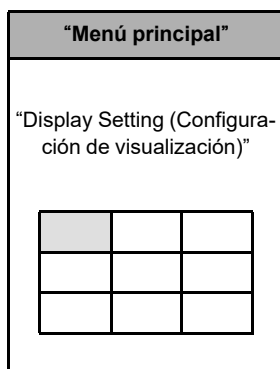 “Menú principal”
“Display Setting (Configura-
ción de visualización)”